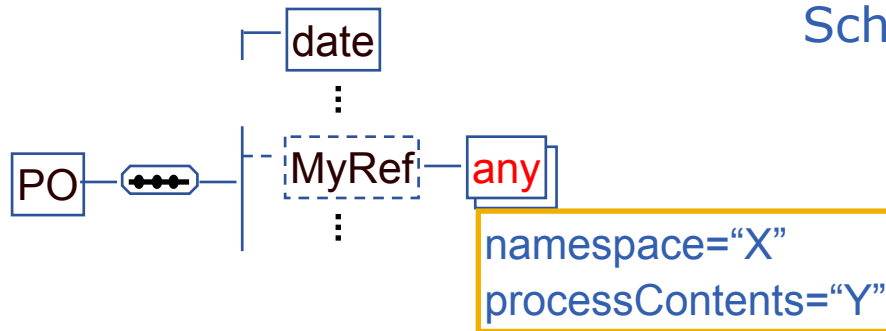 Sch
date
PO
MyRef
any
namespace=“X”
processContents=“Y”